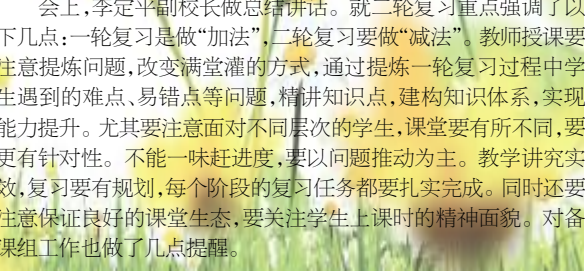 会上,李定平副校长做总结讲话。就二轮复习重点强调了以
下几点:一轮复习是做“加法”,二轮复习要做“减法”。教师授课要
注意提炼问题,改变满堂灌的方式,通过提炼一轮复习过程中学
生遇到的难点、易错点等问题,精讲知识点,建构知识体系,实现
能力提升。尤其要注意面对不同层次的学生,课堂要有所不同,要
更有针对性。不能一味赶进度,要以问题推动为主。教学讲究实
效,复习要有规划,每个阶段的复习任务都要扎实完成。同时还要
注意保证良好的课堂生态,要关注学生上课时的精神面貌。对备
课组工作也做了几点提醒。